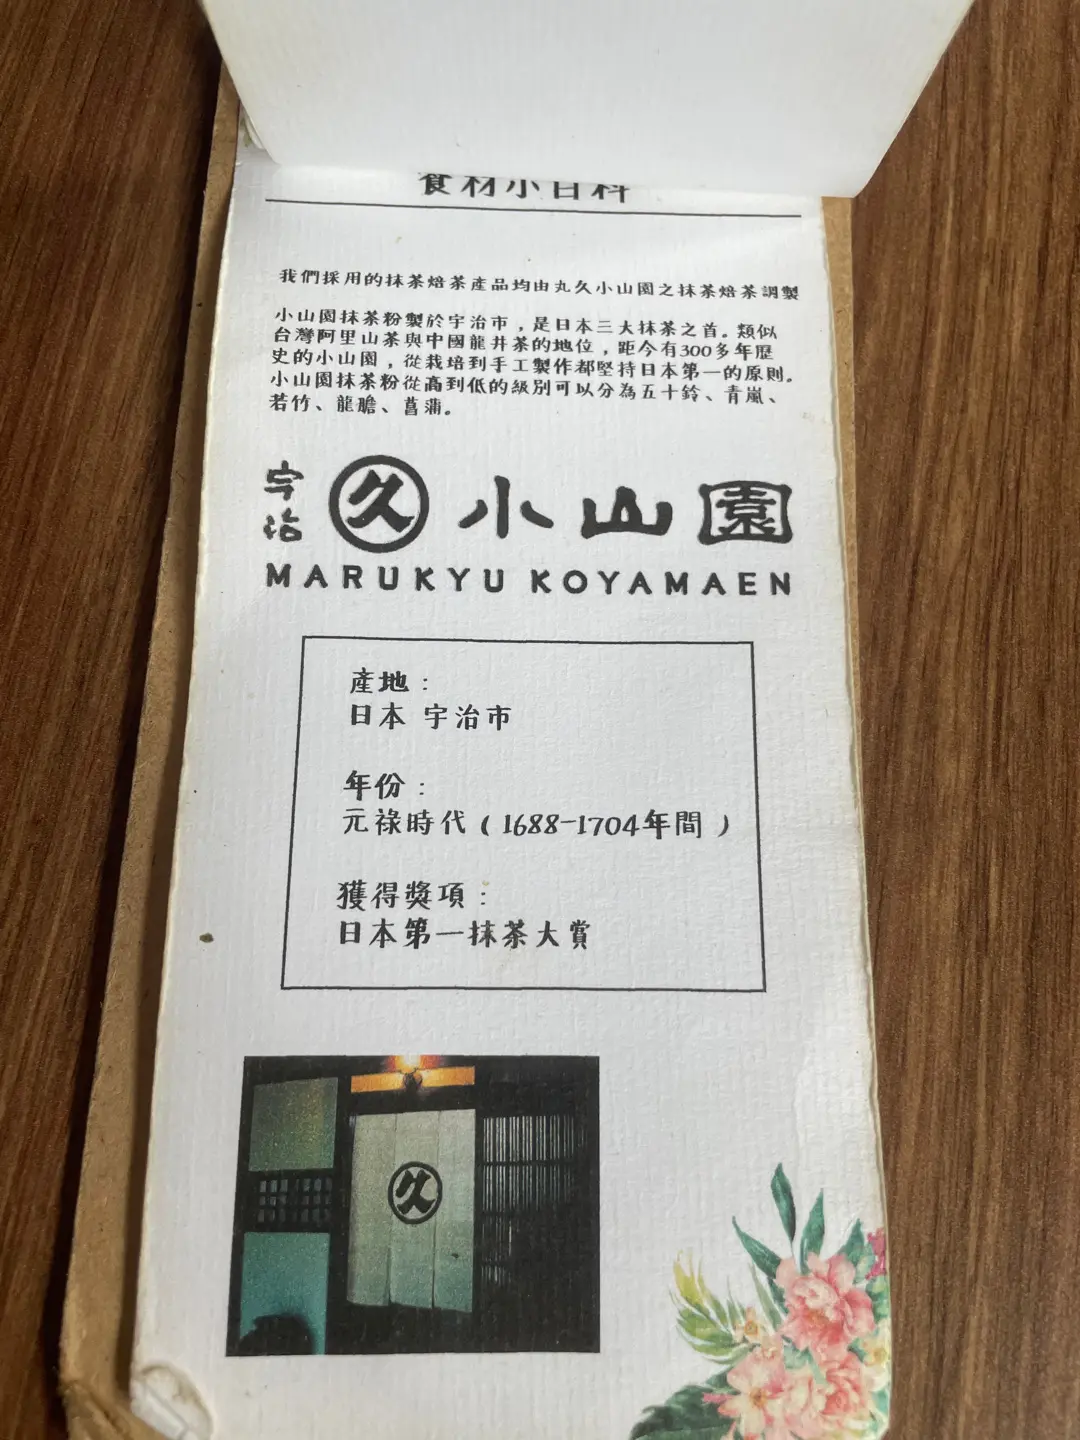 食材小百科
我們採用的抹茶焙茶產品均由丸久小山園之抹茶焙茶調製
小山園抹茶粉製於宇治市，是日本三大抹茶之首。類似
台灣阿里山茶與中國龍井茶的地位，距今有300多年歷
史的小山園，從栽培到手工製作都堅持日本第一的原則。
小山園抹茶粉從高到低的級別可以分為五十鈴、青嵐、
若竹、龍膽、菖蒲。
宇治 久 小山園
MARUKYU KOYAMAEN
產地：
日本 宇治市
年份：
元祿時代（1688-1704年間）
獲得獎項：
日本第一抹茶大賞
久